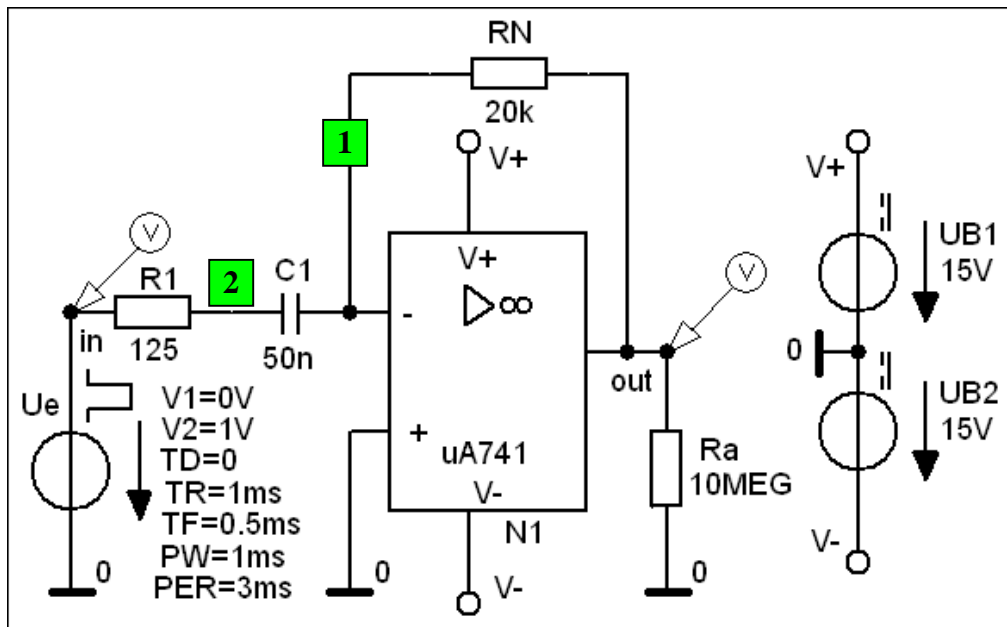 RN
20k
1
V+
V+
V
V
R1
2
C1
V+
UB1
15V
-
∞
in
125
50n
0
out
Ue
V1=0V
V2=1V
TD=0
TR=1ms
TF=0.5ms
PW=1ms
PER=3ms
+
uA741
V-
N1
Ra
10MEG
UB2
15V
V-
0
0
V-
0